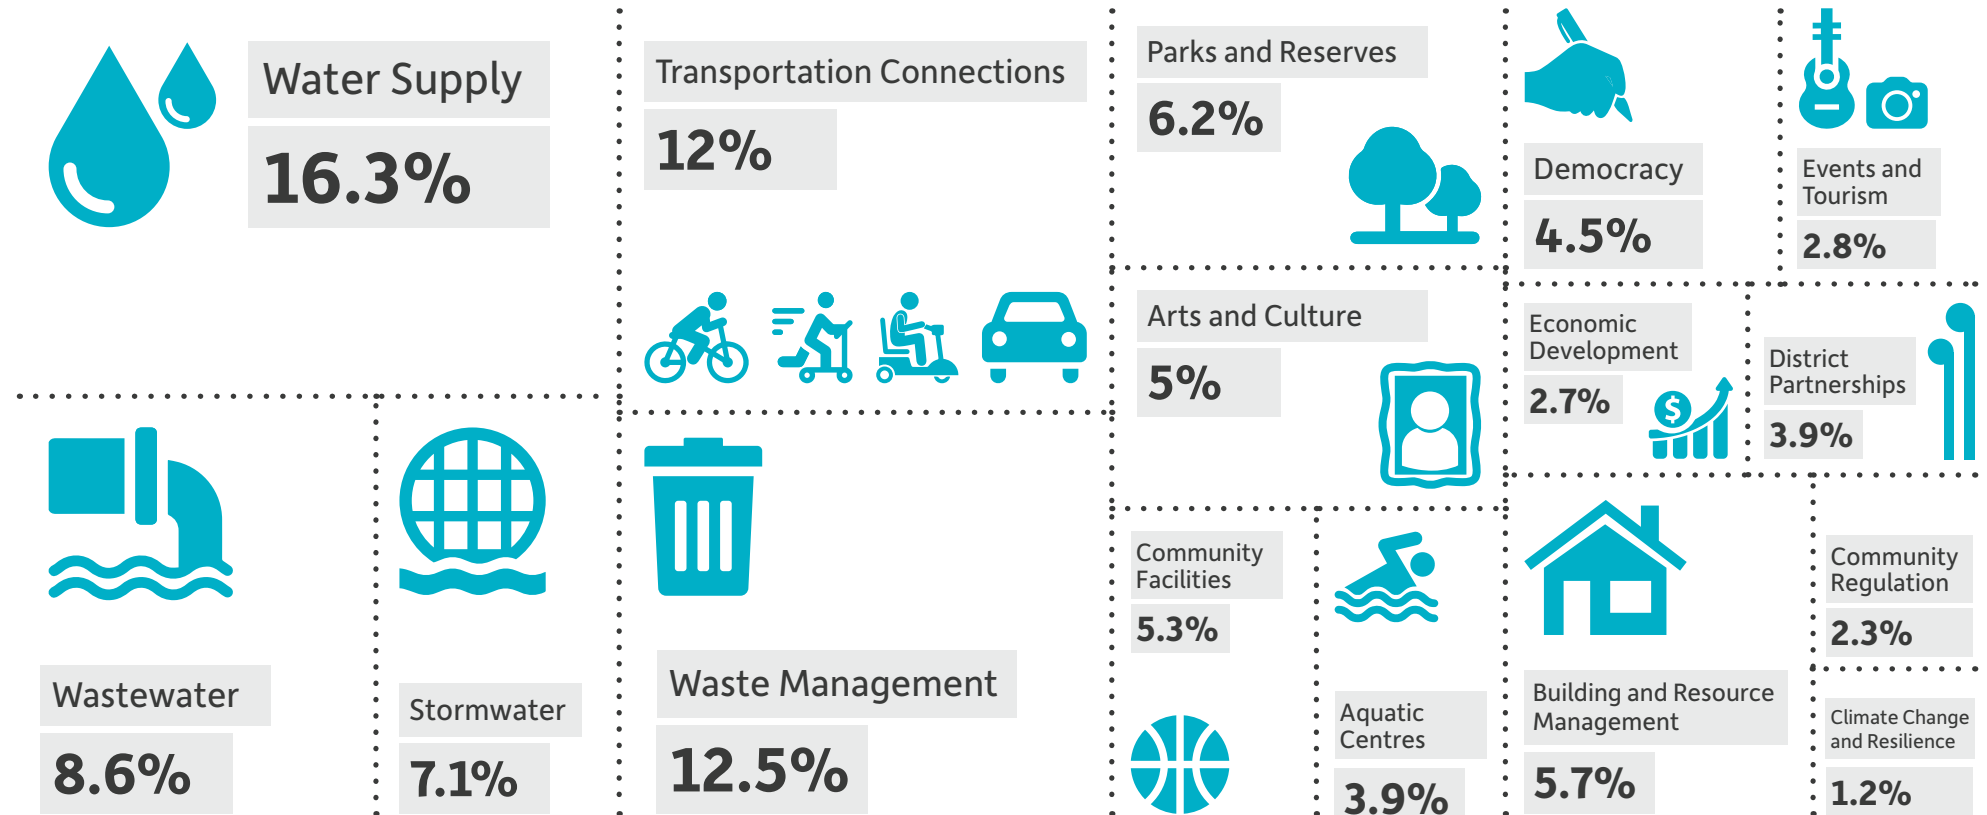 Water Supply
16.3%
Transportation Connections
12%
Parks and Reserves
6.2%
Democracy
4.5%
Events and
Tourism
2.8%
Arts and Culture
5%
Economic
Development
2.7%
$
District
Partnerships
3.9%
Wastewater
8.6%
Stormwater
7.1%
Waste Management
12.5%
Community
Facilities
5.3%
Aquatic
Centres
3.9%
Building and Resource
Management
5.7%
Community
Regulation
2.3%
Climate Change
and Resilience
1.2%